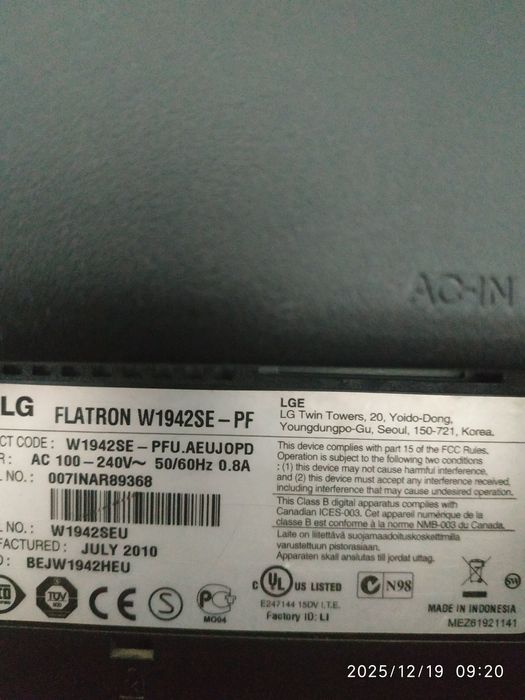 AC-IN
LG FLATRON W1942SE-PF
CT CODE : W1942SE-PFU.AEUJOPD
R : AC 100-240V~ 50/60Hz 0.8A
L NO. : 007INAR89368
L NO. : W1942SEU
FACTURED : JULY 2010
D : BEJW1942HEU
LGE
LG Twin Towers, 20, Yoido-Dong,
Youngdungpo-Gu, Seoul, 150-721, Korea.
This device complies with part 15 of the FCC Rules.
Operation is subject to the following two conditions
: (1) this device may not cause harmful interference,
and (2) this device must accept any interference received,
including interference that may cause undesired operation.
This Class B digital apparatus complies with
Canadian ICES-003. Cet appareil numérique de la
classe B est conforme à la norme NMB-003 du Canada.
Laite on liitettävä suojamaadoituskoskettimilla
varustettuun pistorasiaan.
Apparaten skall anslutas till jordat uttag.
TÜV
CE
S
MO04
C UL US LISTED
E247144 15DV I.T.E.
Factory ID: LI
N98
MADE IN INDONESIA
MEZ61921141
2025/12/19 09:20